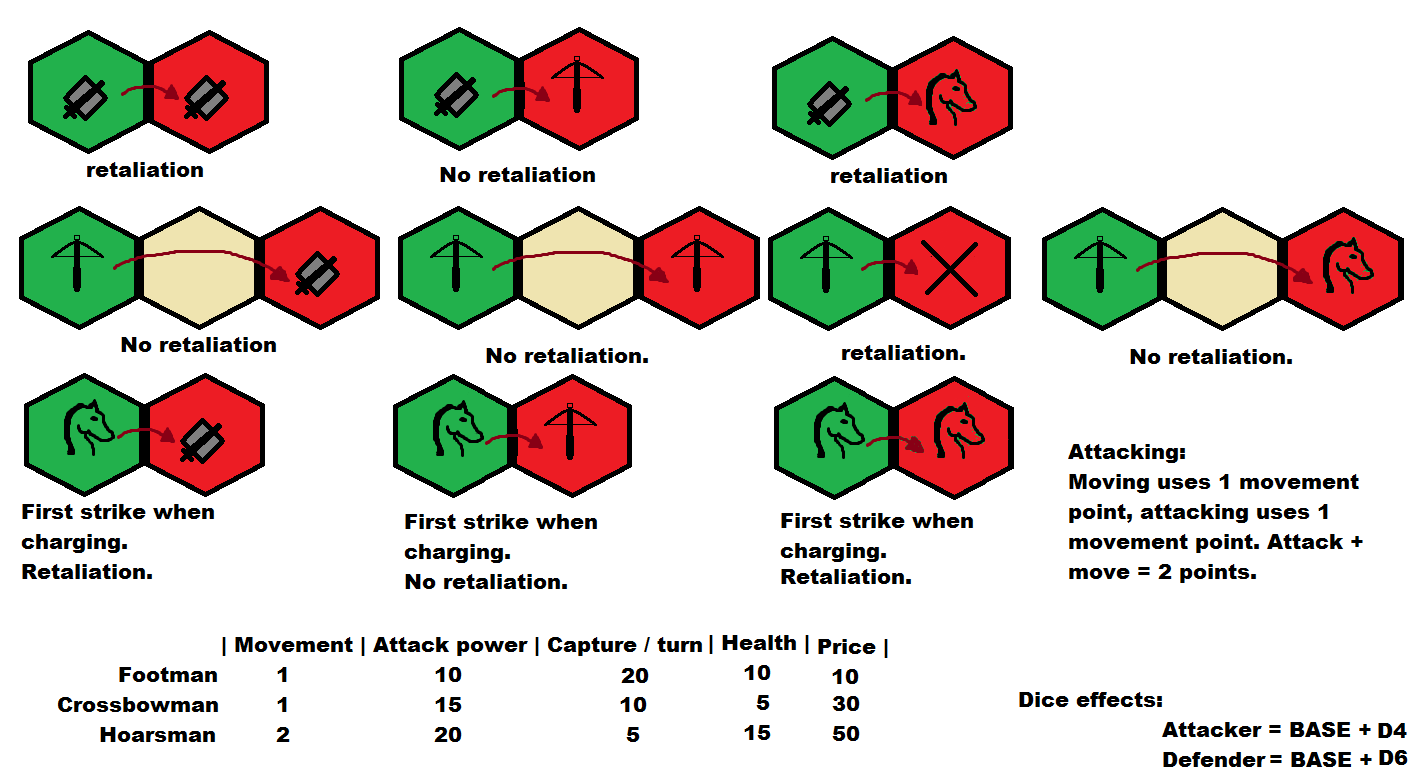 retaliation
No retaliation
retaliation
No retaliation
No retaliation.
retaliation.
No retaliation.
First strike when
charging.
Retaliation.
First strike when
charging.
No retaliation.
First strike when
charging.
Retaliation.
Attacking:
Moving uses 1 movement
point, attacking uses 1
movement point. Attack +
move = 2 points.
| Movement | Attack power | Capture / turn | Health | Price |
Footman 1 10 20 10 10
Crossbowman 1 15 10 5 30
Hoarsman 2 20 5 15 50
Dice effects:
Attacker = BASE + D4
Defender = BASE + D6